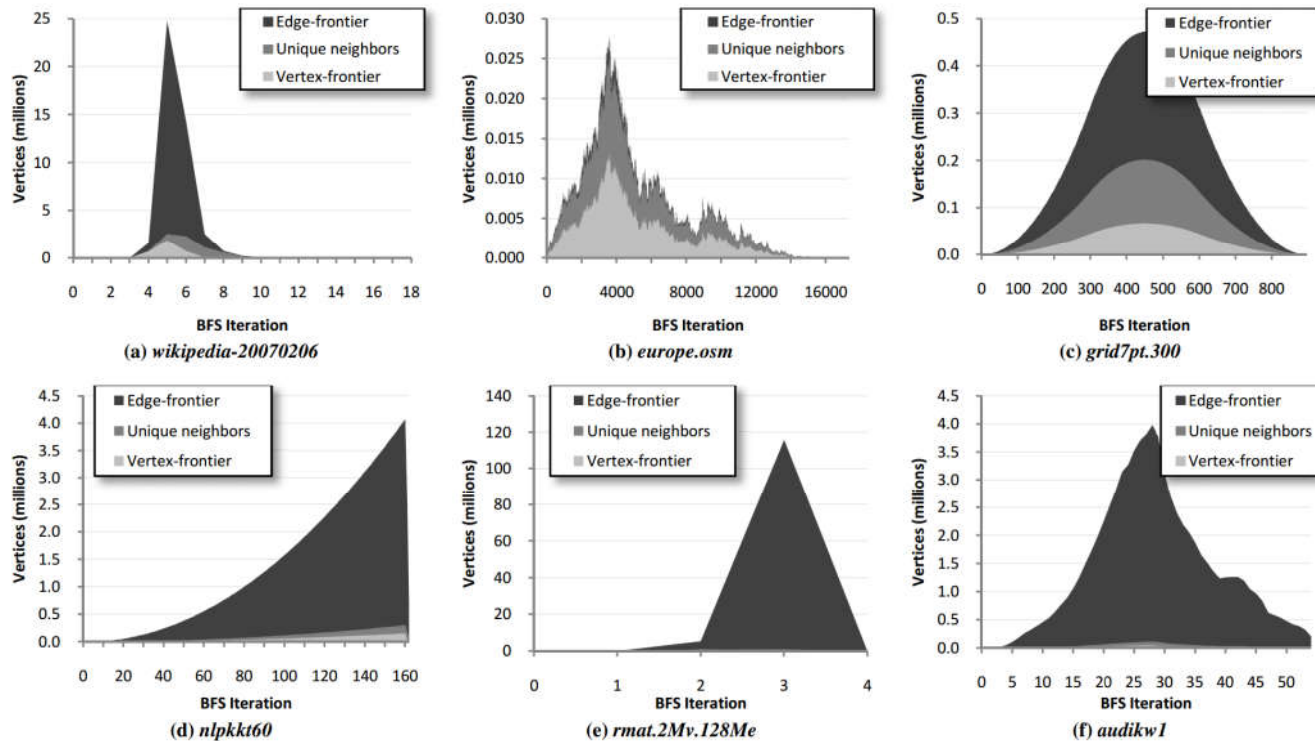 Vertices (millions)
25
20
15
10
5
0
Edge-frontier
Unique neighbors
Vertex-frontier
0 2 4 6 8 10 12 14 16 18
BFS Iteration
(a) wikipedia-20070206
Vertices (millions)
0.030
0.025
0.020
0.015
0.010
0.005
0.000
Edge-frontier
Unique neighbors
Vertex-frontier
0 4000 8000 12000 16000
BFS Iteration
(b) europe.osm
Vertices (millions)
0.5
0.4
0.3
0.2
0.1
0.0
Edge-frontier
Unique neighbors
Vertex-frontier
0 100 200 300 400 500 600 700 800
BFS Iteration
(c) grid7pt.300
Vertices (millions)
4.5
4.0
3.5
3.0
2.5
2.0
1.5
1.0
0.5
0.0
Edge-frontier
Unique neighbors
Vertex-frontier
0 20 40 60 80 100 120 140 160
BFS Iteration
(d) nlpkkt60
Vertices (millions)
140
120
100
80
60
40
20
0
Edge-frontier
Unique neighbors
Vertex-frontier
0 1 2 3 4
BFS Iteration
(e) rmat.2Mv.128Me
Vertices (millions)
4.5
4.0
3.5
3.0
2.5
2.0
1.5
1.0
0.5
0.0
Edge-frontier
Unique neighbors
Vertex-frontier
0 5 10 15 20 25 30 35 40 45 50
BFS Iteration
(f) audikw1